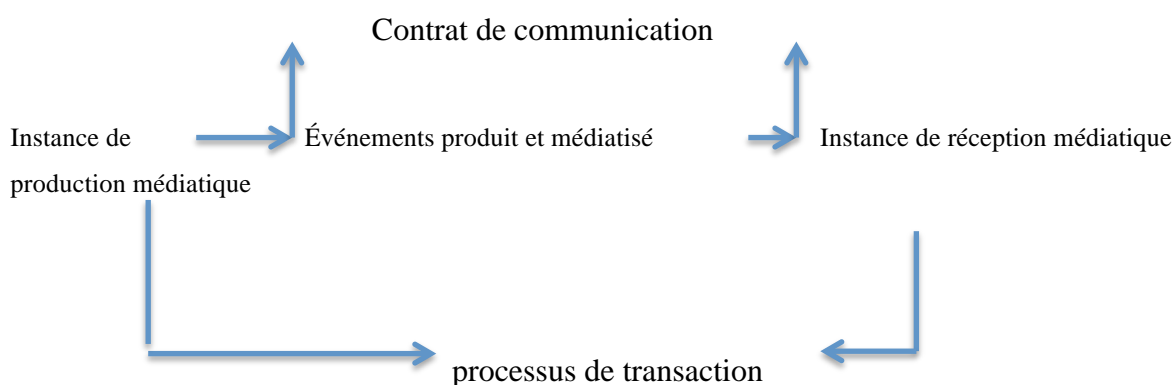 Contrat de communication
Instance de
production médiatique
Événements produit et médiatisé
Instance de réception médiatique
processus de transaction